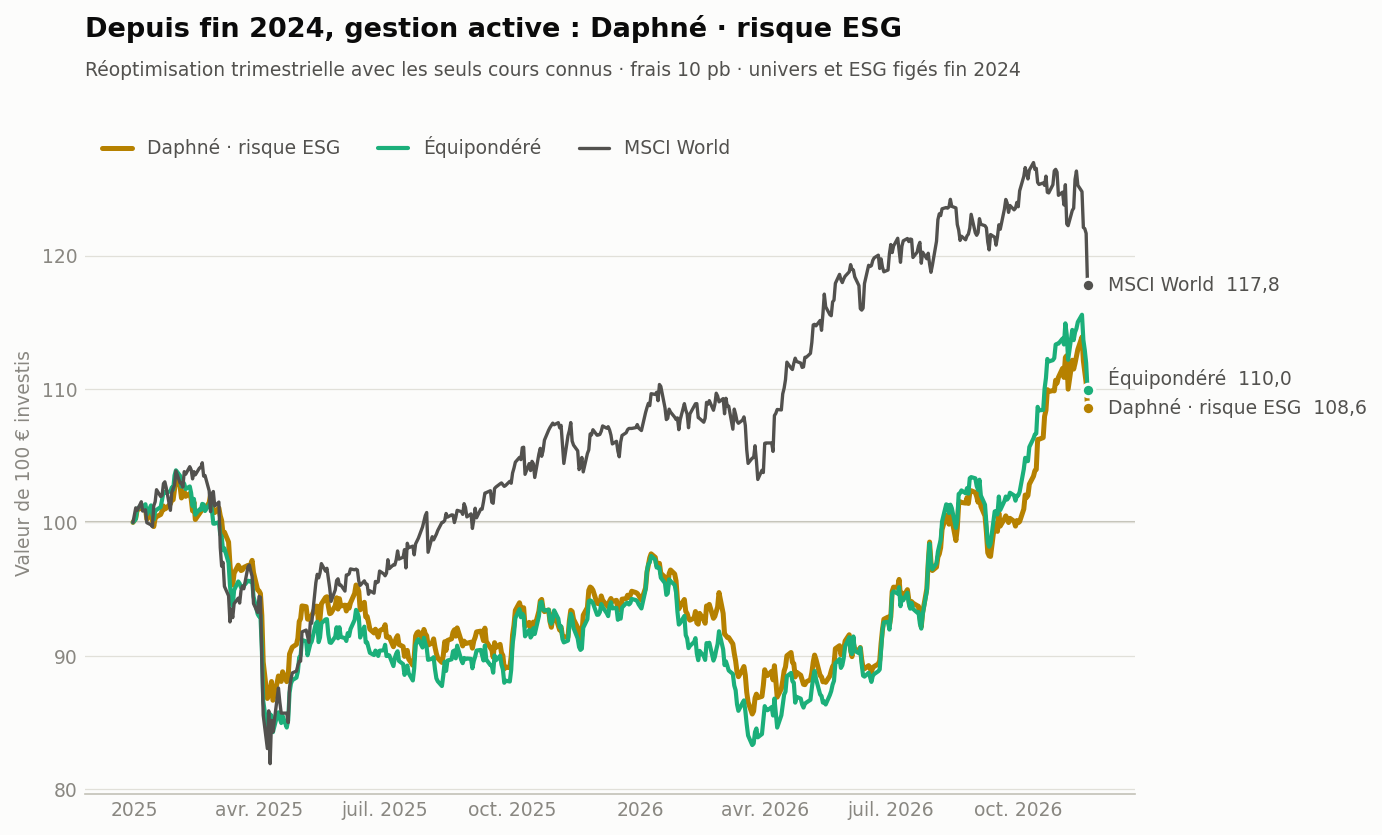 Depuis fin 2024, gestion active : Daphné · risque ESG
Réoptimisation trimestrielle avec les seuls cours connus · frais 10 pb · univers et ESG figés fin 2024
Daphné · risque ESG
Équipondéré
MSCI World
Valeur de 100 € investis
120
110
100
90
80
MSCI World 117,8
Équipondéré 110,0
Daphné · risque ESG 108,6
2025
avr. 2025
juil. 2025
oct. 2025
2026
avr. 2026
juil. 2026
oct. 2026